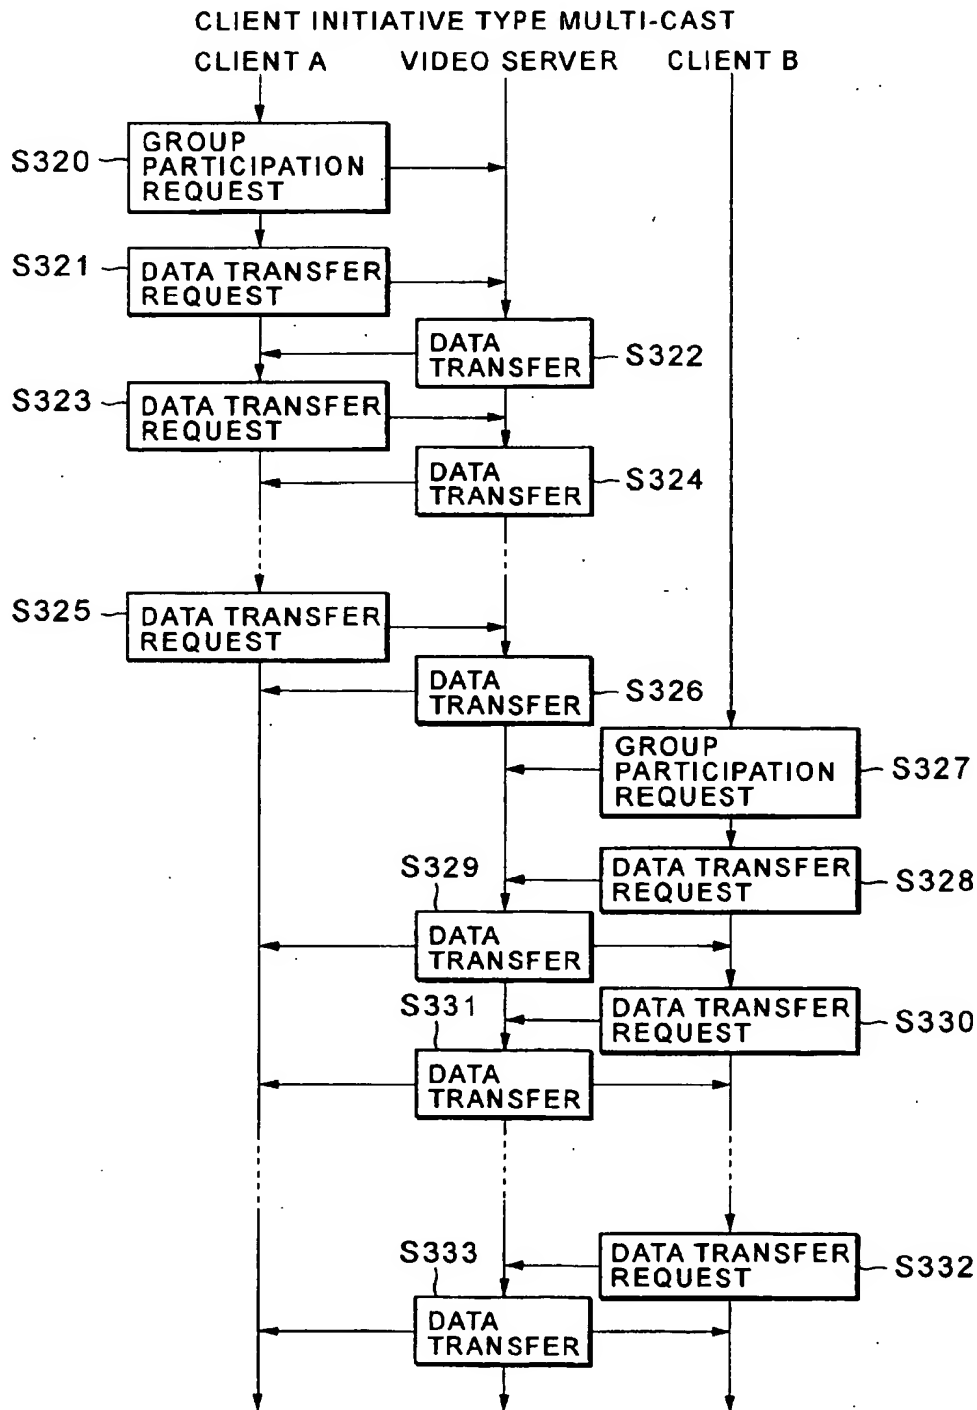 CLIENT INITIATIVE TYPE MULTI-CAST
CLIENT A VIDEO SERVER CLIENT B
S320
GROUP
PARTICIPATION
REQUEST
S321
DATA TRANSFER
REQUEST
DATA
TRANSFER
S322
S323
DATA TRANSFER
REQUEST
DATA
TRANSFER
S324
S325
DATA TRANSFER
REQUEST
DATA
TRANSFER
S326
GROUP
PARTICIPATION
REQUEST
S327
DATA TRANSFER
REQUEST
S328
S329
DATA
TRANSFER
DATA TRANSFER
REQUEST
S330
S331
DATA
TRANSFER
DATA TRANSFER
REQUEST
S332
S333
DATA
TRANSFER